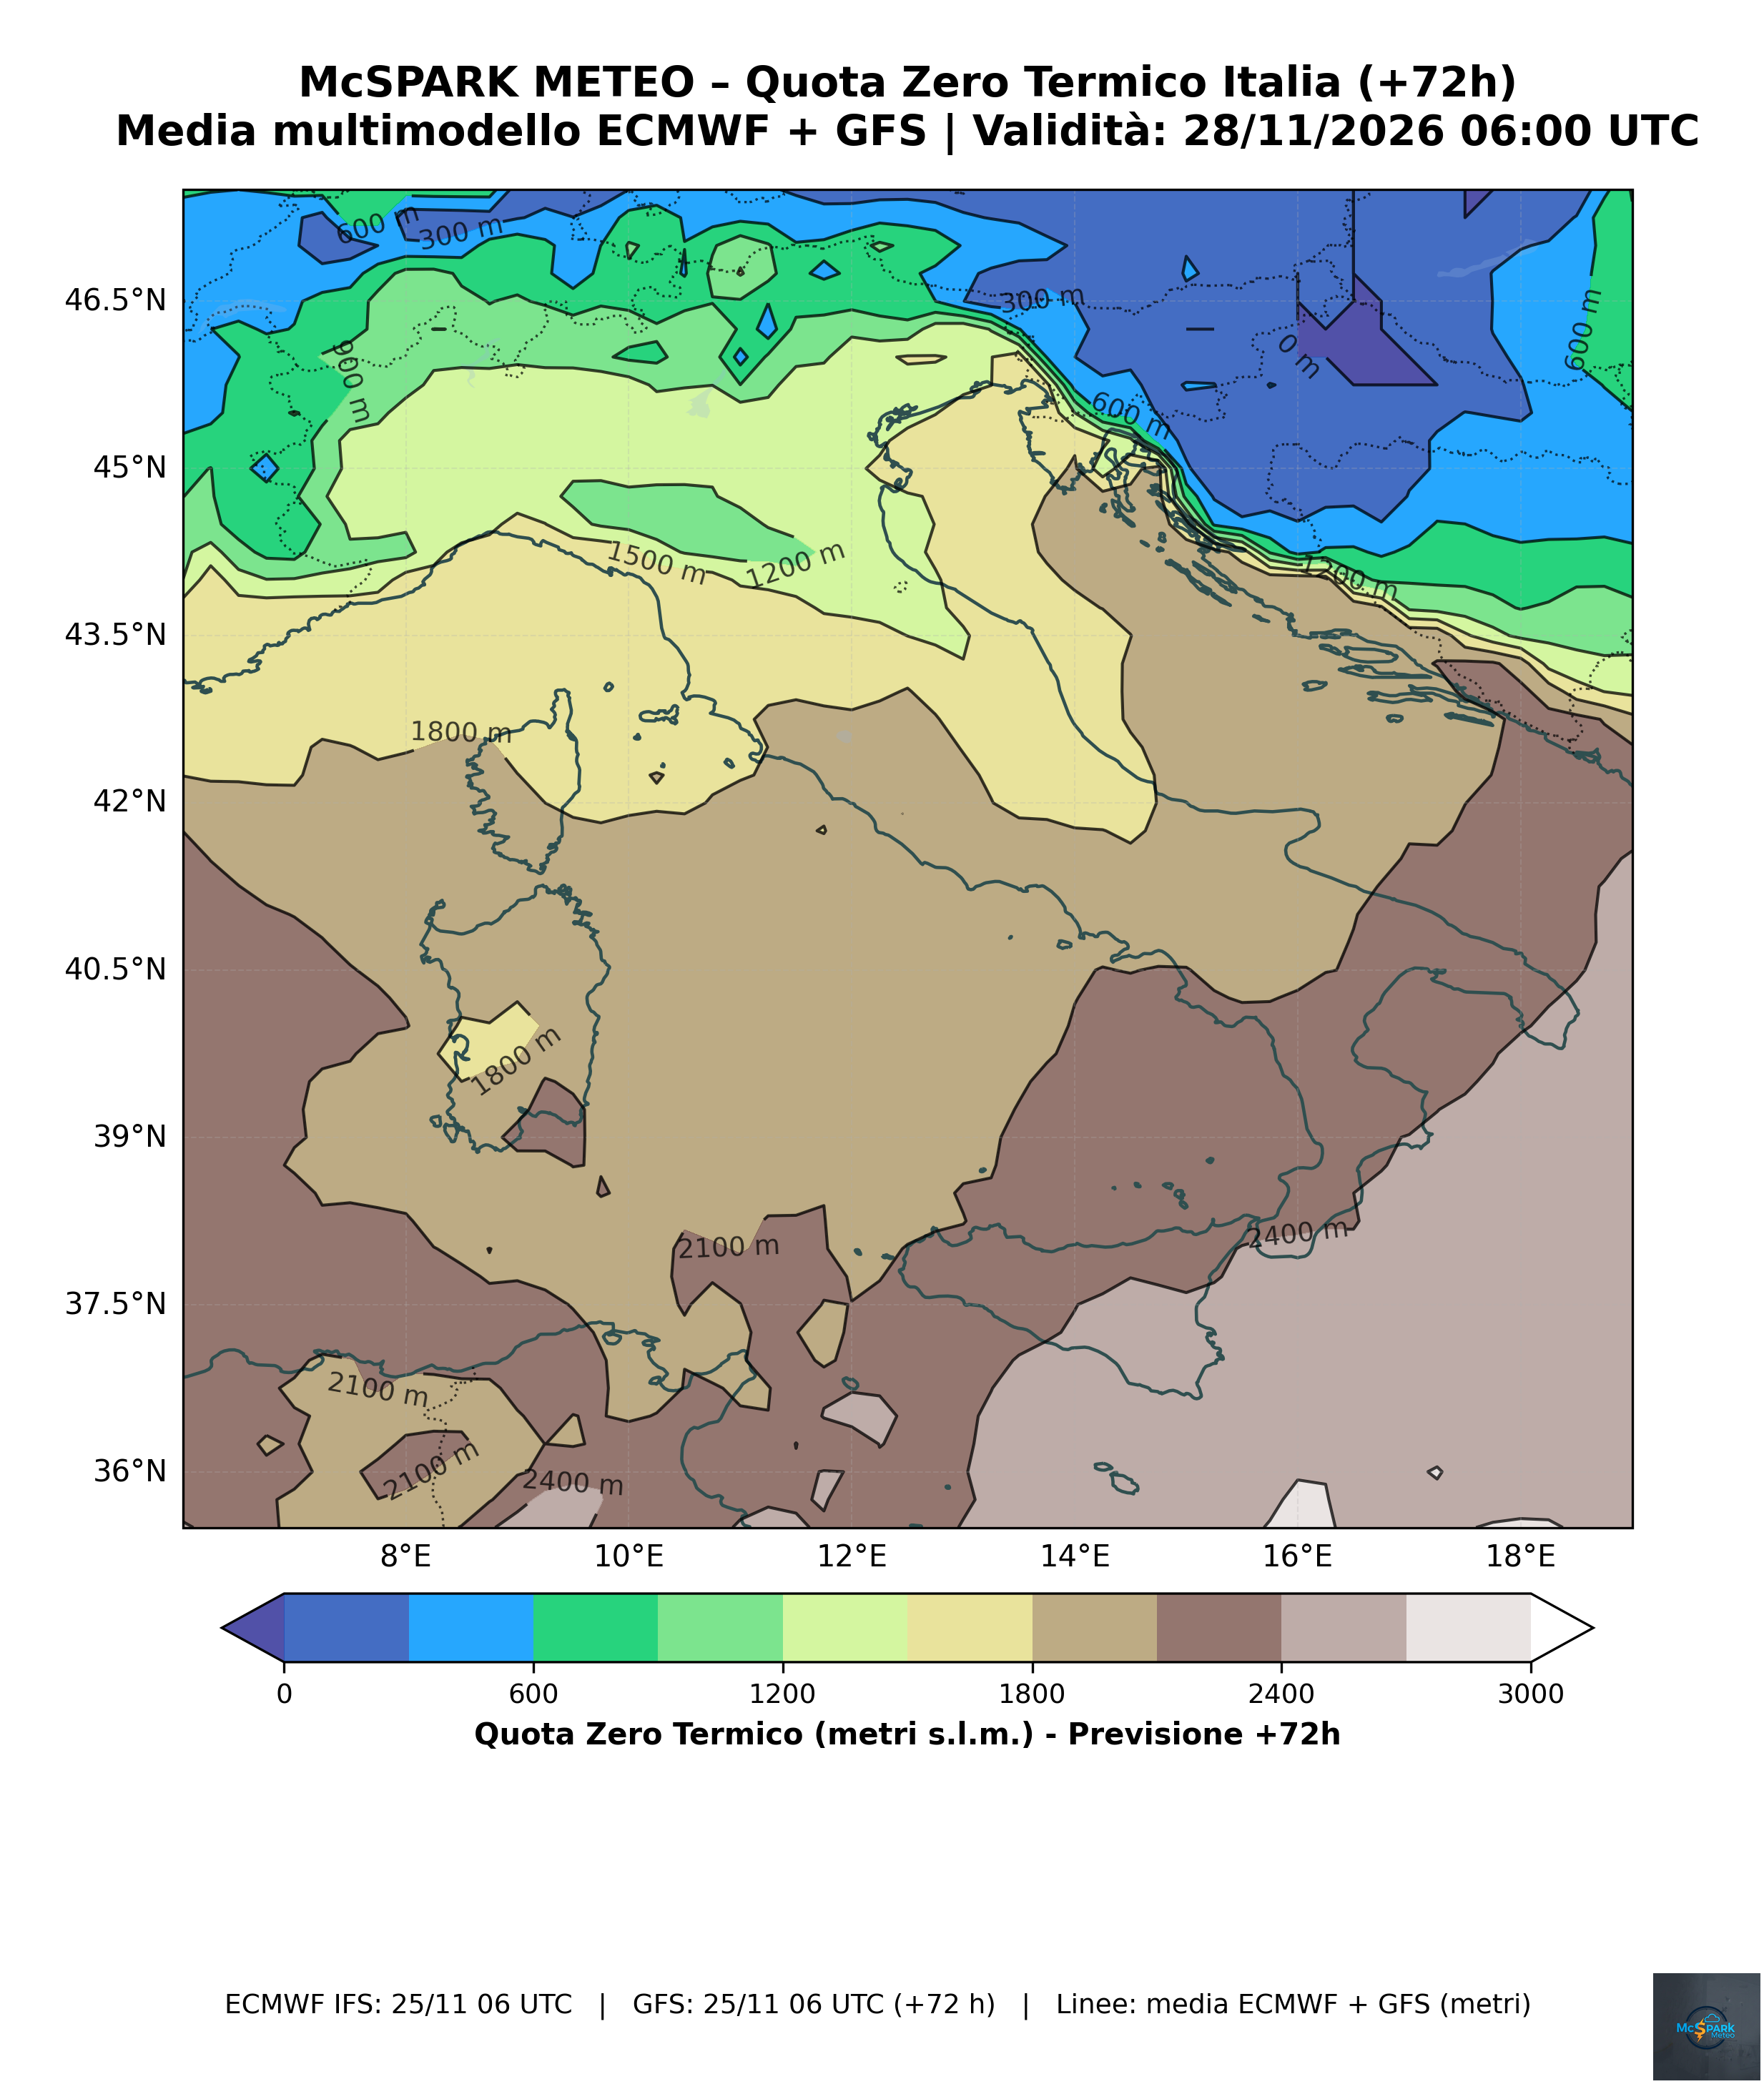 McSPARK METEO – Quota Zero Termico Italia (+72h)
Media multimodello ECMWF + GFS | Validità: 28/11/2026 06:00 UTC
600 m
300 m
46.5°N
300 m
600 m
0 m
900 m
600 m
45°N
1500 m
1200 m
1200 m
43.5°N
1800 m
42°N
40.5°N
1800 m
39°N
2100 m
2400 m
37.5°N
2100 m
2100 m
2400 m
36°N
8°E 10°E 12°E 14°E 16°E 18°E
0 600 1200 1800 2400 3000
Quota Zero Termico (metri s.l.m.) - Previsione +72h
ECMWF IFS: 25/11 06 UTC | GFS: 25/11 06 UTC (+72 h) | Linee: media ECMWF + GFS (metri)
McSPARK
Meteo